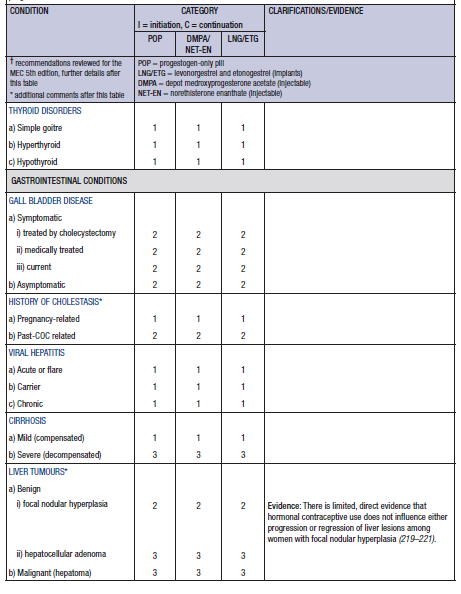 CONDITION CATEGORY CLARIFICATIONS/EVIDENCE
I = initiation, C = continuation
POP DMPA/ NET-EN LNG/ETG
† recommendations reviewed for the
MEC 5th edition, further details after
this table
* additional comments after this table
POP = progestogen-only pill
LNG/ETG = levonorgestrel and etonogestrel (implants)
DMPA = depot medroxyprogesterone acetate (injectable)
NET-EN = norethisterone enanthate (injectable)
THYROID DISORDERS
a) Simple goitre 1 1 1
b) Hyperthyroid 1 1 1
c) Hypothyroid 1 1 1
GASTROINTESTINAL CONDITIONS
GALL BLADDER DISEASE
a) Symptomatic
i) treated by cholecystectomy 2 2 2
ii) medically treated 2 2 2
iii) current 2 2 2
b) Asymptomatic 2 2 2
HISTORY OF CHOLESTASIS*
a) Pregnancy-related 1 1 1
b) Past-COC related 2 2 2
VIRAL HEPATITIS
a) Acute or flare 1 1 1
b) Carrier 1 1 1
c) Chronic 1 1 1
CIRRHOSIS
a) Mild (compensated) 1 1 1
b) Severe (decompensated) 3 3 3
LIVER TUMOURS*
a) Benign
i) focal nodular hyperplasia 2 2 2 Evidence: There is limited, direct evidence that
hormonal contraceptive use does not influence either
progression or regression of liver lesions among
women with focal nodular hyperplasia (219–221).
ii) hepatocellular adenoma 3 3 3
b) Malignant (hepatoma) 3 3 3